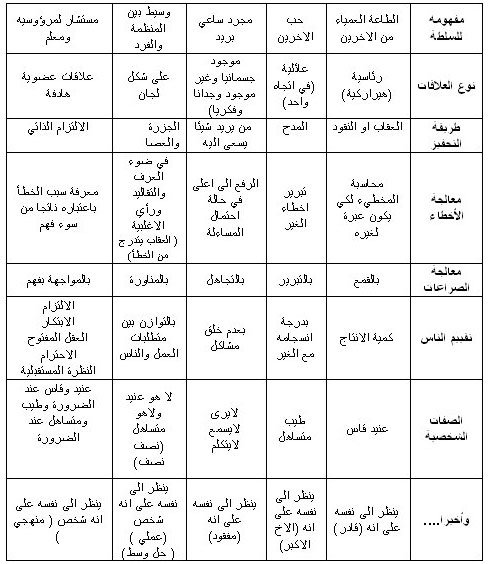 مفهومه
للسلطة
الطاعة العمياء
من الاخرين
حب
الاخرين
مجرد ساعي
بريد
وسيط بين
المنظمة
والفرد
مستشار لمرؤوسيه
ومعلم
نوع العلاقات
رئاسية
(هيراركية)
عائلية
(في اتجاه
واحد)
موجود
جسمانيا وغير
موجود وجدانا
وفكريا)
على شكل
لجان
علاقات عضوية
هادفة
طريقة
التحفيز
العقاب او النفود
المدح
من يريد شيئا
يسعى اليه
الجزرة
والعصا
الالتزام الذاتي
معالجة
الأخطاء
محاسبة
المخطيء لكي
يكون عبرة
لغيره
تبرير
اخطاء
الغير
الرفع الى اعلى
في حالة
احتمال
المساءلة
في ضوء
العرف
والتقاليد
ورأي
الاغلبية
( العقاب يتدرج
من الخطأ)
معرفة سبب الخطأ
باعتباره ناتجا من
سوء فهم
معالجة
الصراعات
بالقمع
بالتبرير
بالتجاهل
بالمناورة
بالمواجهة بفهم
تقييم الناس
كمية الانتاج
بدرجة
انسجامه
مع الغير
بعدم خلق
مشاكل
بالتوازن بين
متطلبات
العمل والناس
الالتزام
الابتكار
العقل المفتوح
الاحترام
النظرة المستقبلية
الصفات
الشخصية
عنيد قاس
طيب
متساهل
لايرى
لايسمع
لايتكلم
لا هو عنيد
ولاهو
متساهل
(نصف
نصف)
عنيد وقاس عند
الضرورة وطيب
ومتساهل عند
الضرورة
وأخيرا....
ينظر الى نفسه
على انه (قادر)
ينظر الى
نفسه على
انه (الاخ
الاكبر)
ينظر الى نفسه
على انه
(مفقود)
ينظر الى
نفسه على انه
شخص
(عملي )
( حل وسط)
ينظر الى نفسه على
انه شخص ( منهجي
)